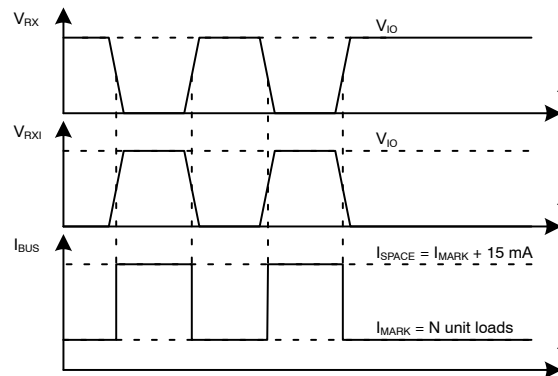 V_RX
V_IO
t
V_RXI
V_IO
t
I_BUS
I_SPACE = I_MARK + 15 mA
I_MARK = N unit loads
t